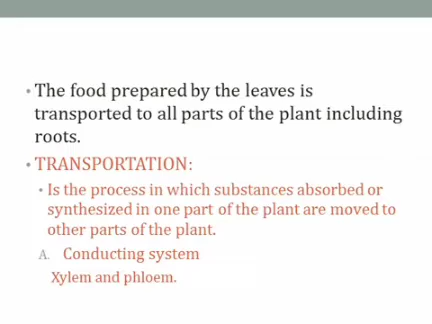 • The food prepared by the leaves is
transported to all parts of the plant including
roots.
• TRANSPORTATION:
• Is the process in which substances absorbed or
synthesized in one part of the plant are moved to
other parts of the plant.
A. Conducting system
Xylem and phloem.